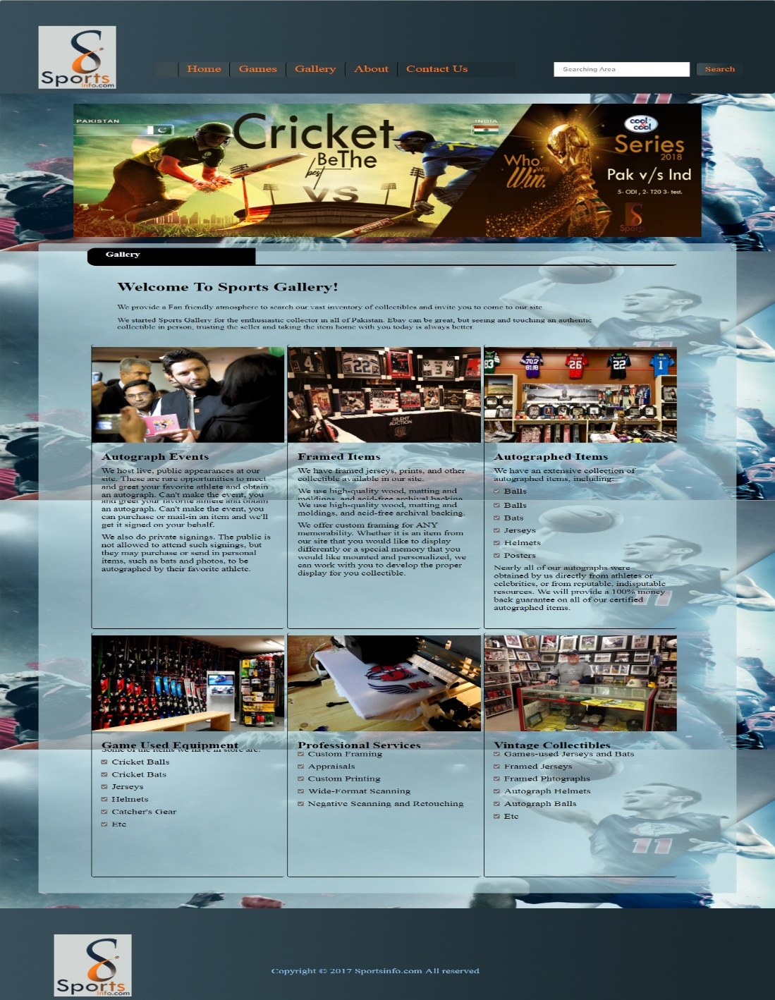 Sports
info.com
Home
Games
Gallery
About
Contact Us
Searching Area
Search
PAKISTAN
Cricket
BeThe
best
VS
INDIA
Who
Will
Win.
cool
&
cool
Series
2018
Pak v/s Ind
5- ODI , 2- T20 3- test.
Sports
Gallery
Welcome To Sports Gallery!
We provide a Fan friendly atmosphere to search our vast inventory of collectibles and invite you to come to our site.
We started Sports Gallery for the enthusiastic collector in all of Pakistan. Ebay can be great, but seeing and touching an authentic
collectible in person, trusting the seller and taking the item home with you today is always better.
4
22
3
SILENT
AUCTION
83
7027
8188
26
22
1
Autograph Events
We host live, public appearances at our
site. These are rare opportunities to meet
and greet your favorite athlete and obtain
an autograph. Can't make the event, you
and greet your favorite athlete and obtain
an autograph. Can't make the event, you
can purchase or mail-in an item and we'll
get it signed on your behalf.
We also do private signings. The public is
not allowed to attend such signings, but
they may purchase or send in personal
items, such as bats and photos, to be
autographed by their favorite athlete.
Framed Items
We have framed jerseys, prints, and other
collectible available in our site.
We use high-quality wood, matting and
moldings, and acid-free archival backing.
We use high-quality wood, matting and
moldings, and acid-free archival backing.
We offer custom framing for ANY
memorability. Whether it is an item from
our site that you would like to display
differently or a special memory that you
would like mounted and personalized, we
can work with you to develop the proper
display for you collectible.
Autographed Items
We have an extensive collection of
autographed items, including:
Balls
Balls
Bats
Jerseys
Helmets
Posters
Nearly all of our autographs were
obtained by us directly from athletes or
celebrities, or from reputable, indisputable
resources. We will provide a 100% money
back guarantee on all of our certified
autographed items.
11
Game Used Equipment
Some of the items we have in store are:
Cricket Balls
Cricket Bats
Jerseys
Helmets
Catcher's Gear
Etc
Professional Services
Custom Framing
Appraisals
Custom Printing
Wide-Format Scanning
Negative Scanning and Retouching
Vintage Collectibles
Games-used Jerseys and Bats
Framed Jerseys
Framed Phtographs
Autograph Helmets
Autograph Balls
Etc
11
Sports
info.com
Copyright © 2017 Sportsinfo.com All reserved